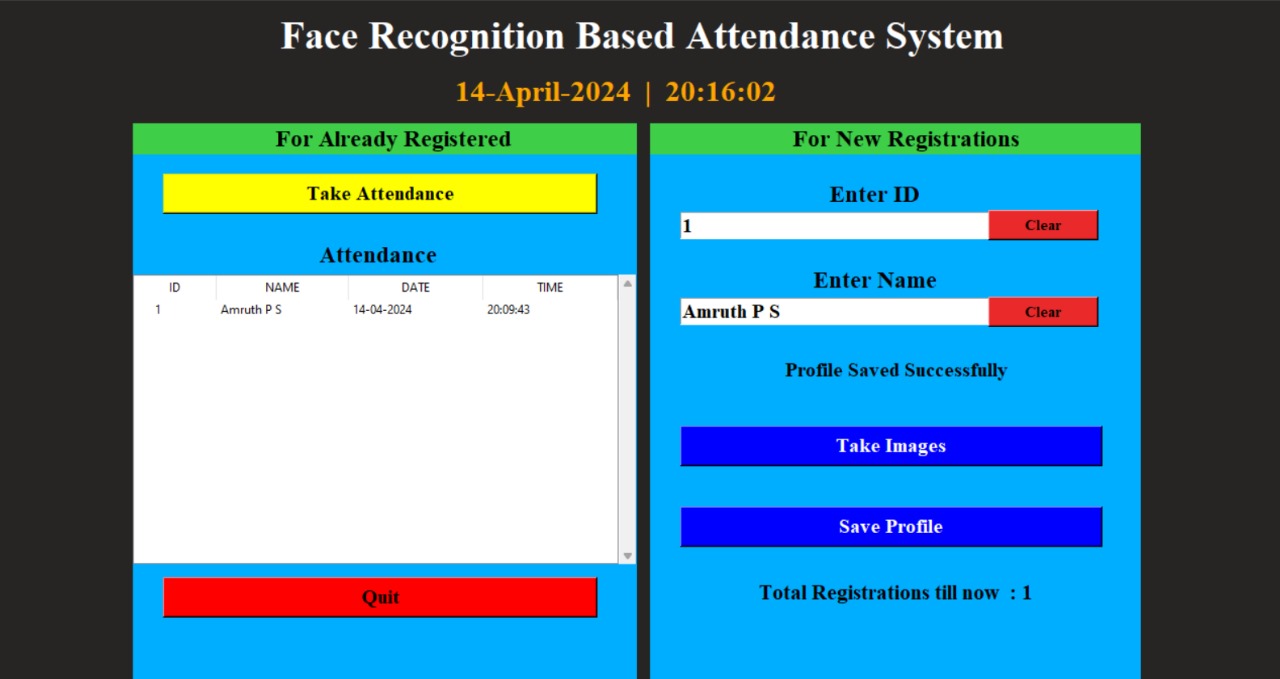 Face Recognition Based Attendance System
14-April-2024 | 20:16:02
For Already Registered
Take Attendance
Attendance
ID NAME DATE TIME
1 Amruth P S 14-04-2024 20:09:43
Quit
For New Registrations
Enter ID
1 Clear
Enter Name
Amruth P S Clear
Profile Saved Successfully
Take Images
Save Profile
Total Registrations till now : 1